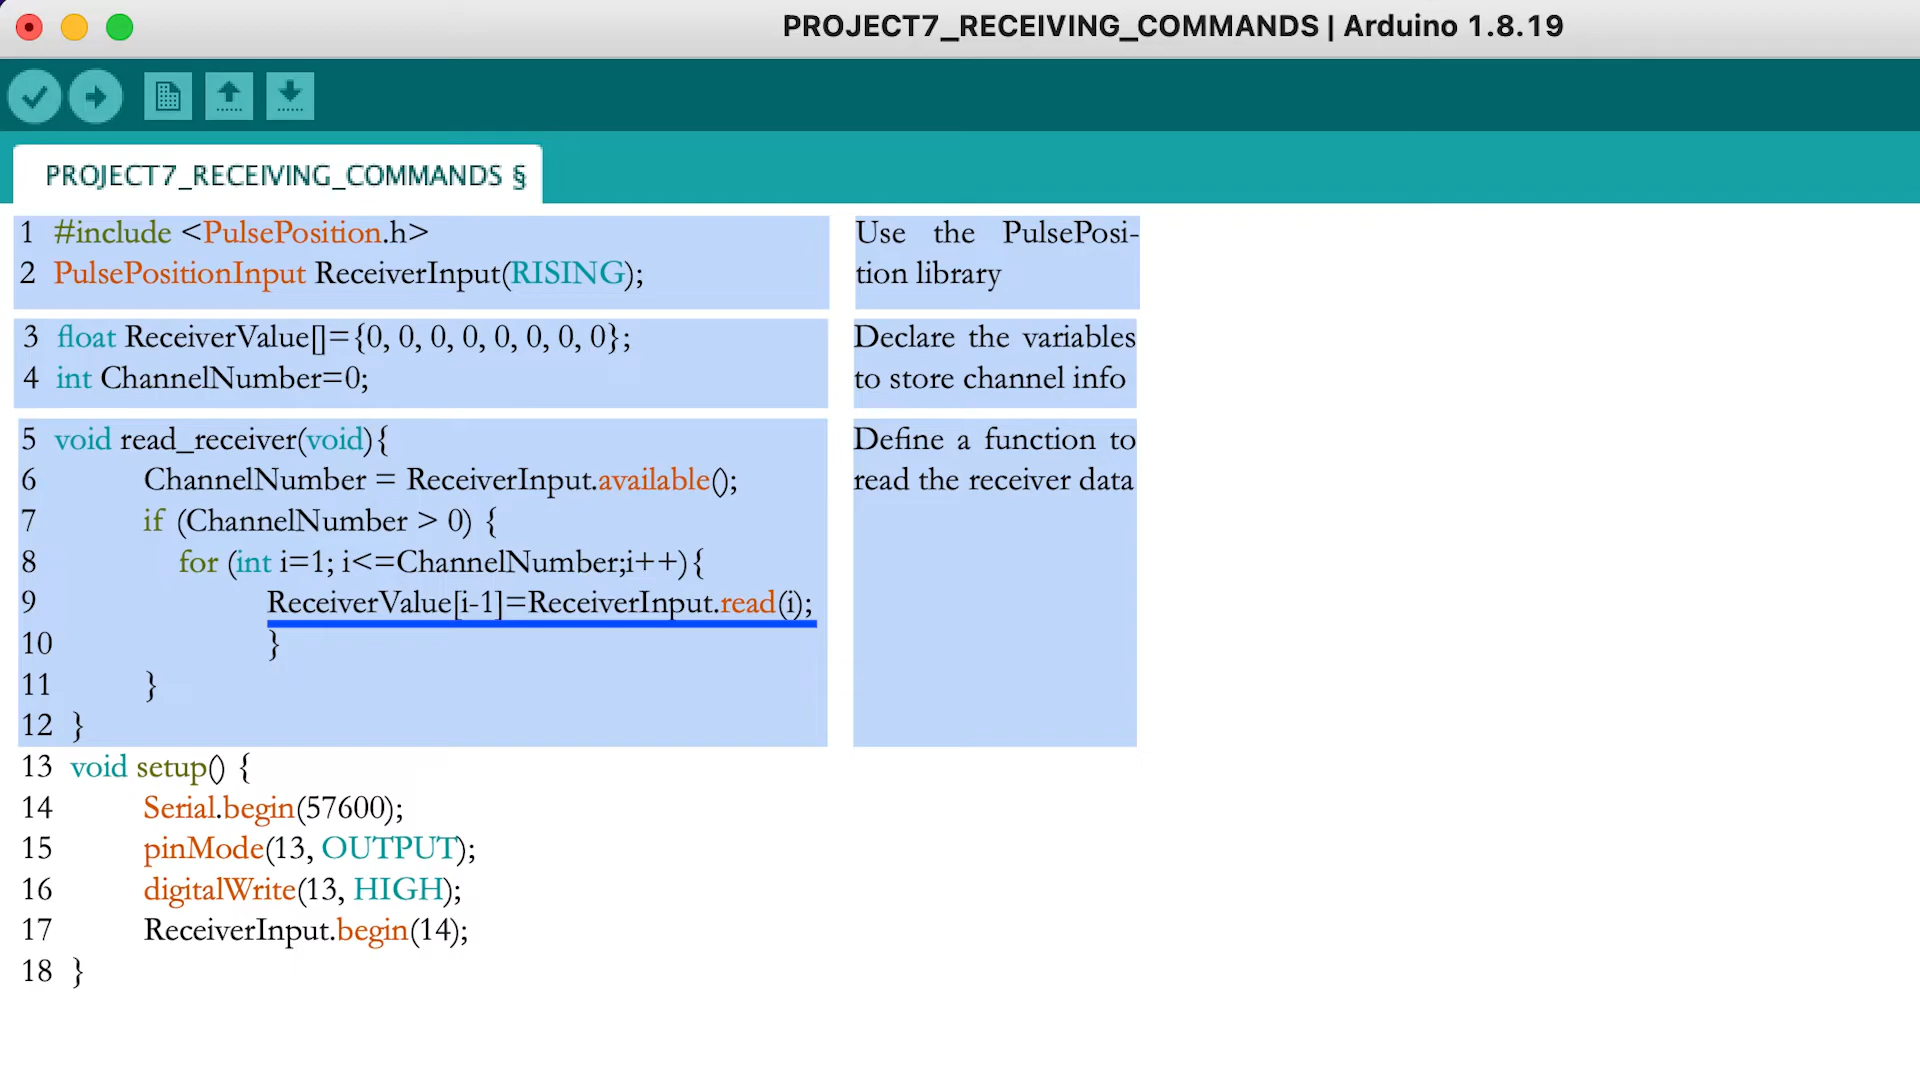 PROJECT7_RECEIVING_COMMANDS | Arduino 1.8.19
PROJECT7_RECEIVING_COMMANDS §
1 #include <PulsePosition.h>
2 PulsePositionInput ReceiverInput(RISING);
Use the PulsePosi-
tion library
3 float ReceiverValue[]={0, 0, 0, 0, 0, 0, 0, 0};
4 int ChannelNumber=0;
Declare the variables
to store channel info
5 void read_receiver(void){
6 ChannelNumber = ReceiverInput.available();
7 if (ChannelNumber > 0) {
8 for (int i=1; i<=ChannelNumber;i++){
9 ReceiverValue[i-1]=ReceiverInput.read(i);
10 }
11 }
12 }
Define a function to
read the receiver data
13 void setup() {
14 Serial.begin(57600);
15 pinMode(13, OUTPUT);
16 digitalWrite(13, HIGH);
17 ReceiverInput.begin(14);
18 }